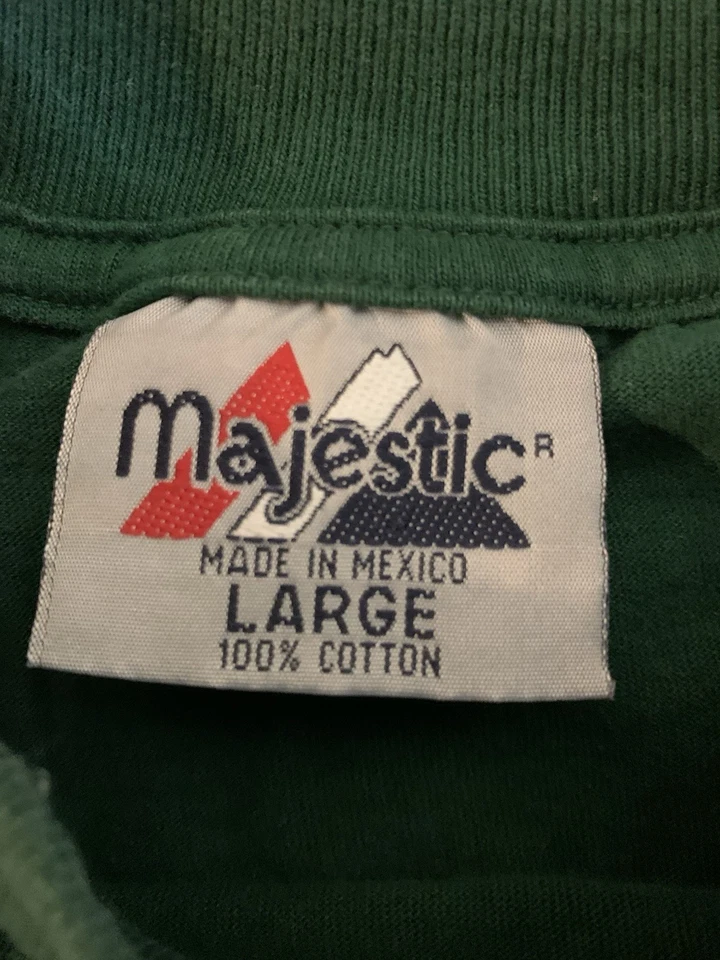 Majestic R
MADE IN MEXICO
LARGE
100% COTTON